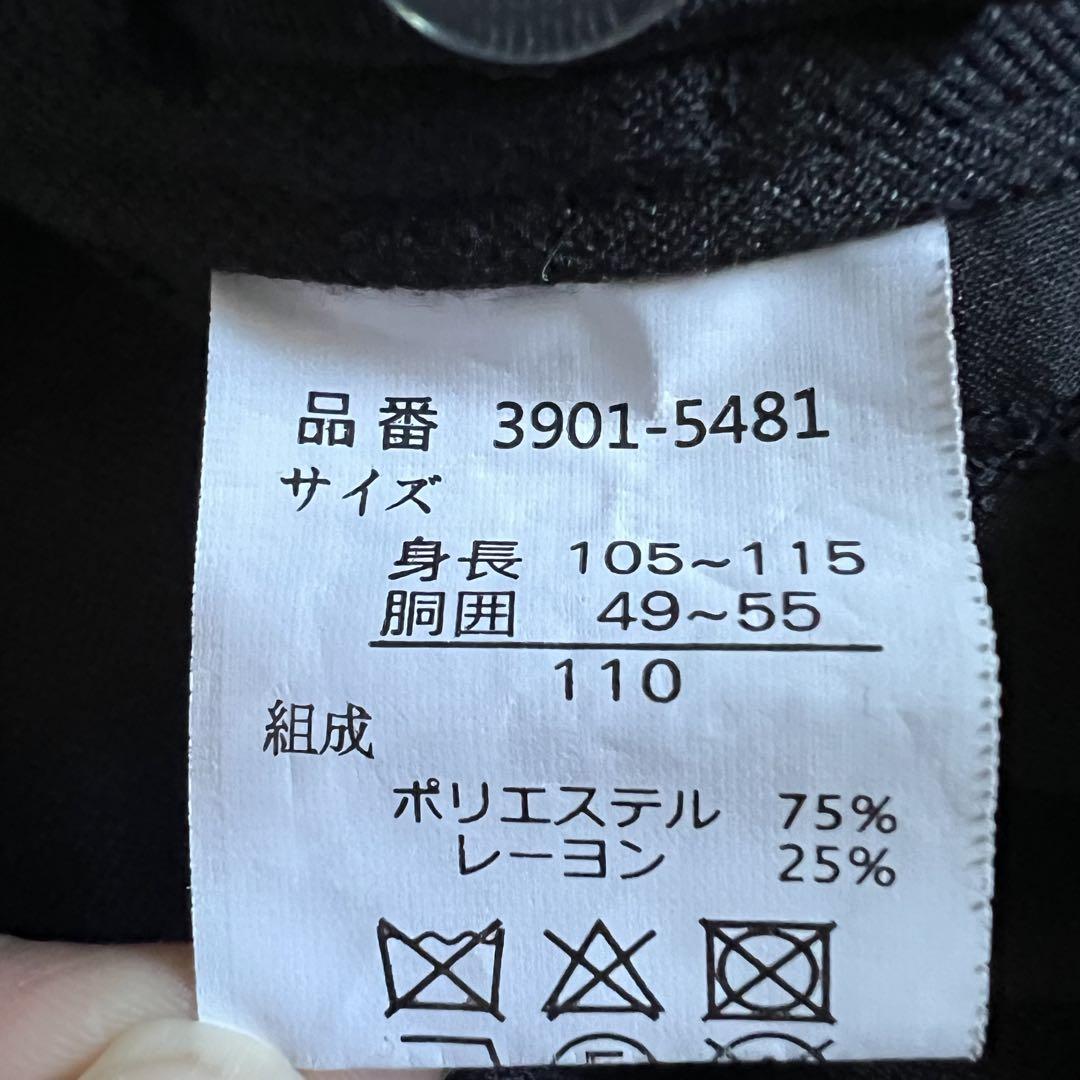 品番 3901-5481
サイズ
身長 105~115
胴囲 49~55
110
組成
ポリエステル 75%
レーヨン 25%